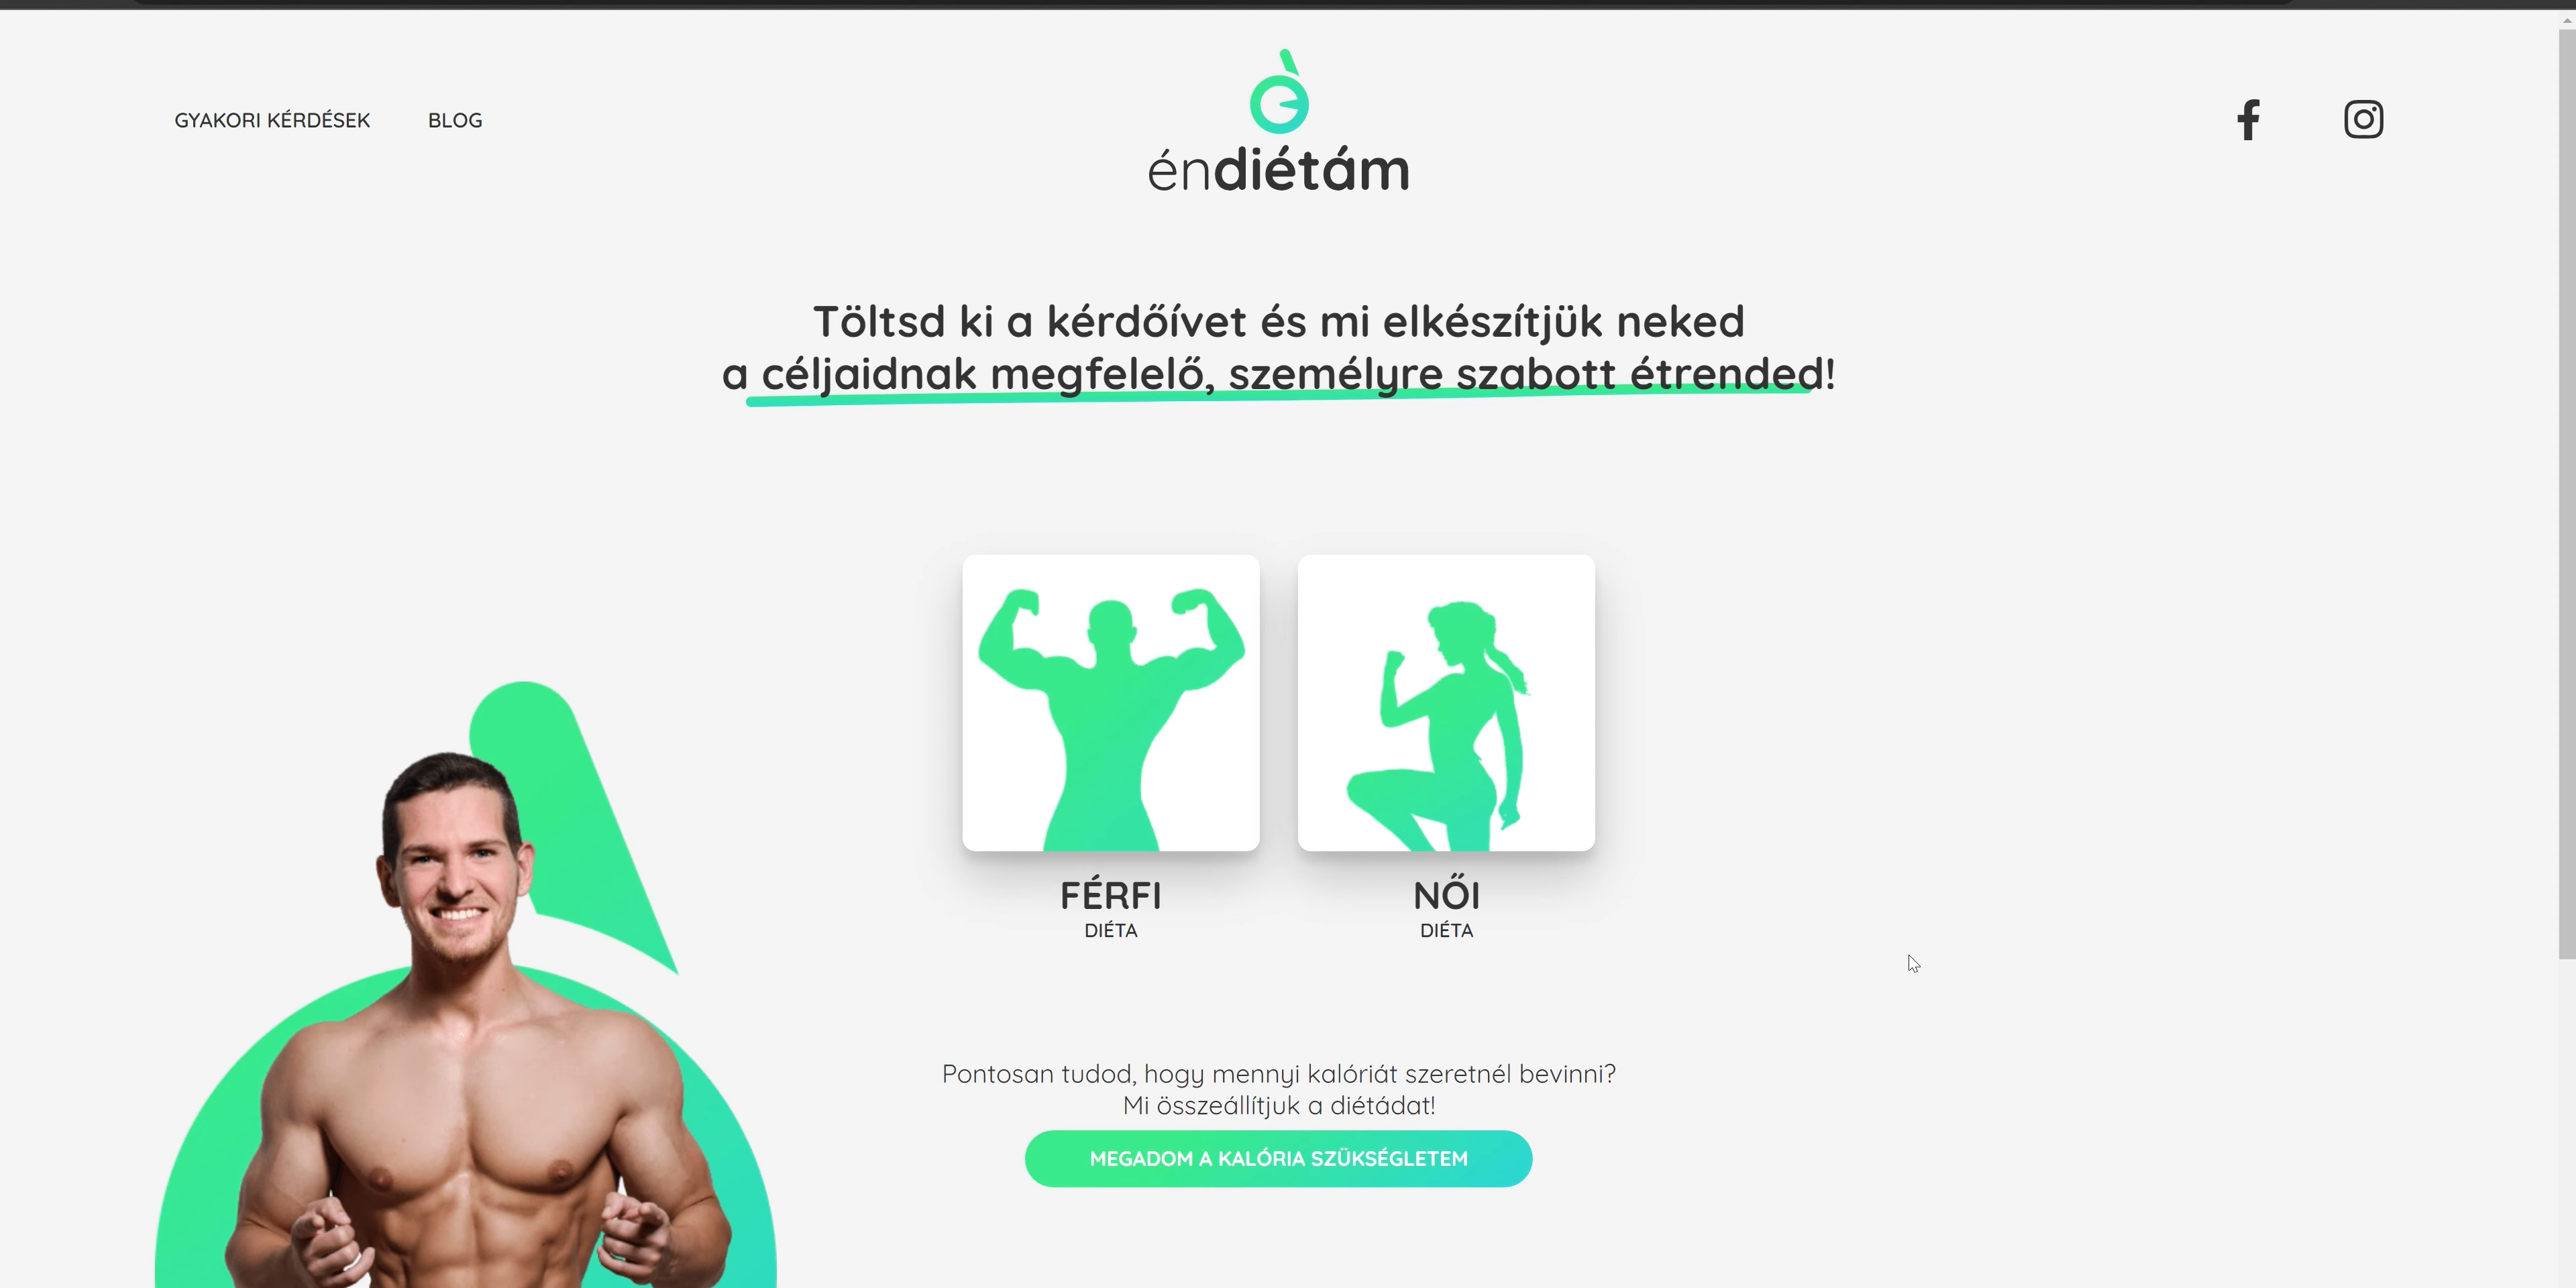 GYAKORI KÉRDÉSEK
BLOG
éndiétám
Töltsd ki a kérdőívet és mi elkészítjük neked
a céljaidnak megfelelő, személyre szabott étrended!
FÉRFI
DIÉTA
NŐI
DIÉTA
Pontosan tudod, hogy mennyi kalóriát szeretnél bevinni?
Mi összeállítjuk a diétádat!
MEGADOM A KALÓRIA SZÜKSÉGLETEM